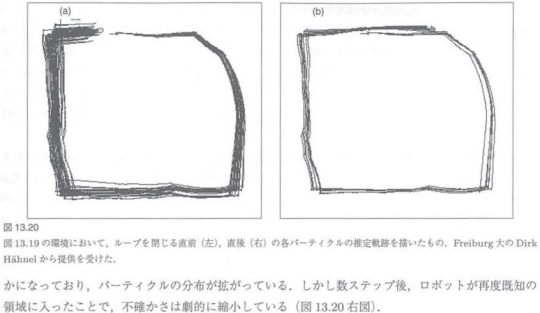 (a)
(b)
図 13.20
図 13.19 の環境において，ループを閉じる直前（左），直後（右）の各パーティクルの推定軌跡を描いたもの．Freiburg 大の Dirk
Hähnel から提供を受けた．
かになっており，パーティクルの分布が拡がっている．しかし数ステップ後，ロボットが再度既知の
領域に入ったことで，不確かさは劇的に縮小している（図 13.20 右図）．